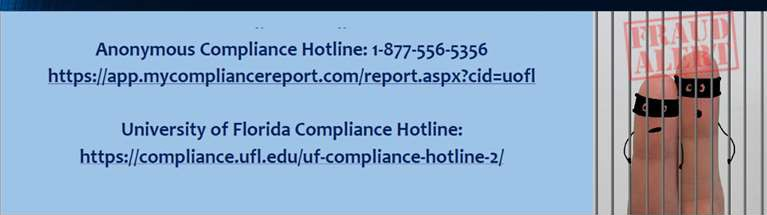 Anonymous Compliance Hotline: 1-877-556-5356
https://app.mycompliancereport.com/report.aspx?cid=uofl
University of Florida Compliance Hotline:
https://compliance.ufl.edu/uf-compliance-hotline-2/
FRAUD
ALERT